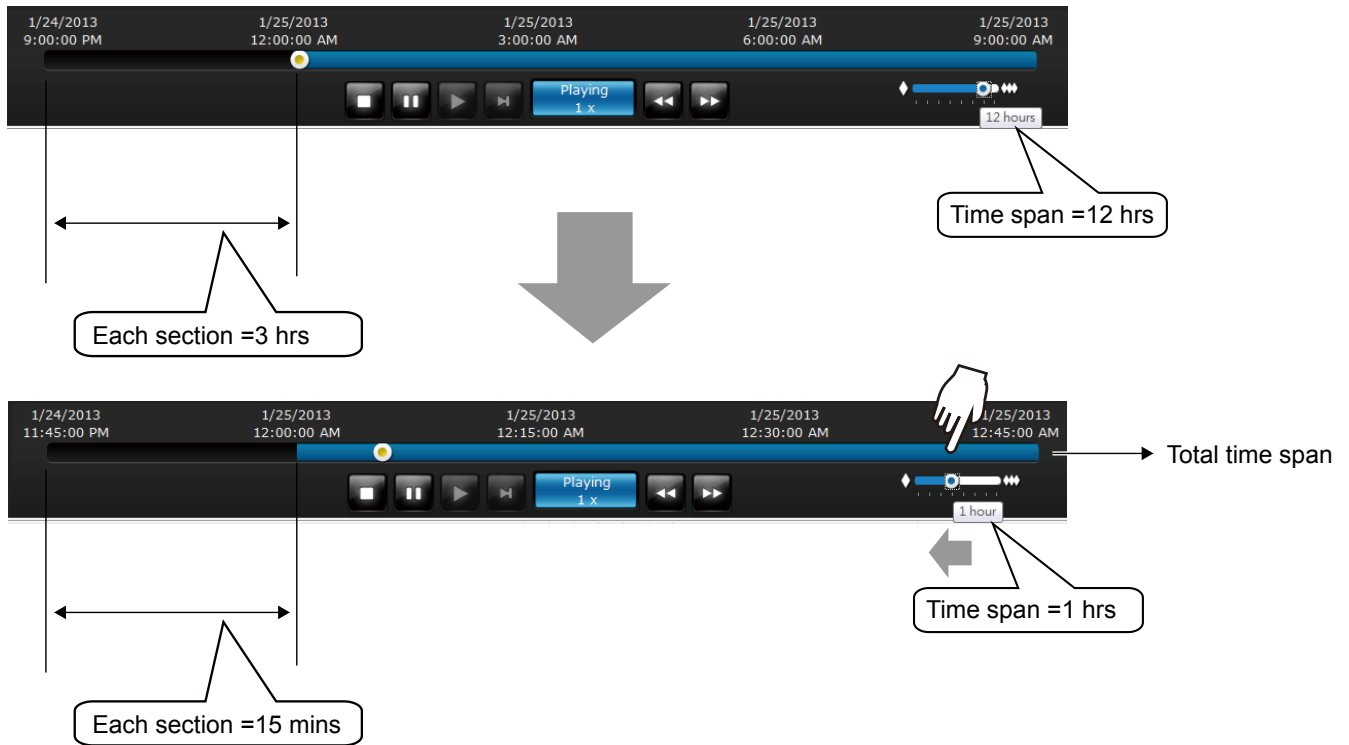 1/24/2013 1/25/2013 1/25/2013 1/25/2013 1/25/2013
9:00:00 PM 12:00:00 AM 3:00:00 AM 6:00:00 AM 9:00:00 AM
Playing
1 x
12 hours
Time span =12 hrs
Each section =3 hrs
1/24/2013 1/25/2013 1/25/2013 1/25/2013 1/25/2013
11:45:00 PM 12:00:00 AM 12:15:00 AM 12:30:00 AM 12:45:00 AM
Total time span
Playing
1 x
1 hour
Time span =1 hrs
Each section =15 mins